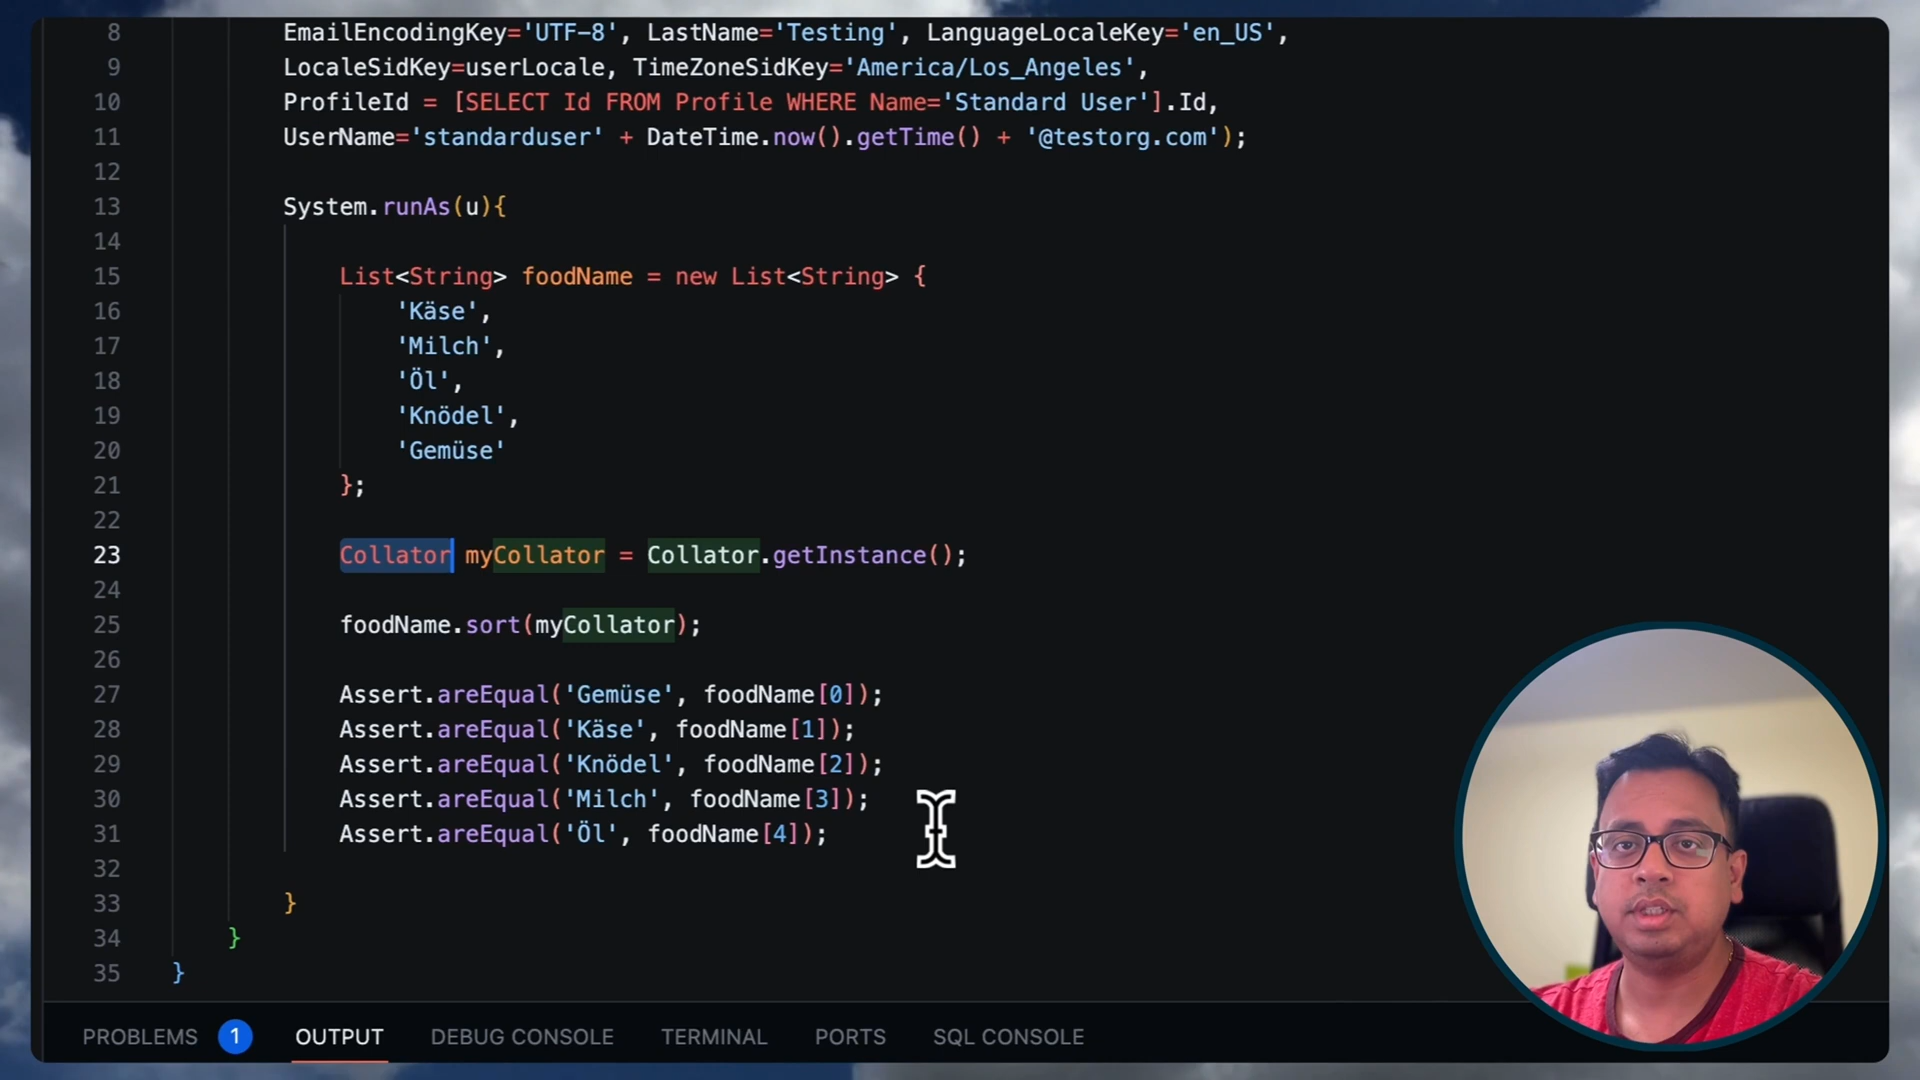 8 EmailEncodingKey='UTF-8', LastName='Testing', LanguageLocaleKey='en_US',
9 LocaleSidKey=userLocale, TimeZoneSidKey='America/Los_Angeles',
10 ProfileId = [SELECT Id FROM Profile WHERE Name='Standard User'].Id,
11 UserName='standarduser' + DateTime.now().getTime() + '@testorg.com');
12
13 System.runAs(u){
14
15 List<String> foodName = new List<String> {
16 'Käse',
17 'Milch',
18 'Öl',
19 'Knödel',
20 'Gemüse'
21 };
22
23 Collator myCollator = Collator.getInstance();
24
25 foodName.sort(myCollator);
26
27 Assert.areEqual('Gemüse', foodName[0]);
28 Assert.areEqual('Käse', foodName[1]);
29 Assert.areEqual('Knödel', foodName[2]);
30 Assert.areEqual('Milch', foodName[3]);
31 Assert.areEqual('Öl', foodName[4]);
32
33 }
34 }
35 }
PROBLEMS 1 OUTPUT DEBUG CONSOLE TERMINAL PORTS SQL CONSOLE